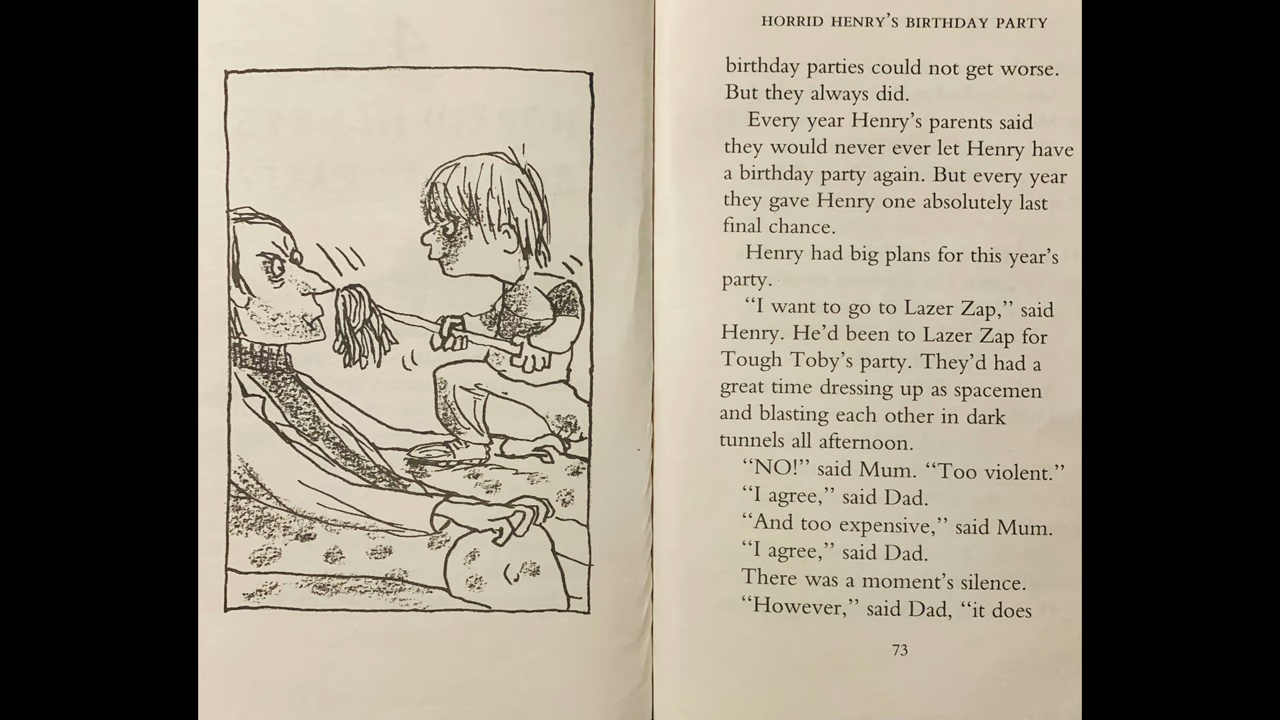 HORRID HENRY’S BIRTHDAY PARTY
birthday parties could not get worse.
But they always did.
Every year Henry’s parents said
they would never ever let Henry have
a birthday party again. But every year
they gave Henry one absolutely last
final chance.
Henry had big plans for this year’s
party.
“I want to go to Lazer Zap,” said
Henry. He’d been to Lazer Zap for
Tough Toby’s party. They’d had a
great time dressing up as spacemen
and blasting each other in dark
tunnels all afternoon.
“NO!” said Mum. “Too violent.”
“I agree,” said Dad.
“And too expensive,” said Mum.
“I agree,” said Dad.
There was a moment’s silence.
“However,” said Dad, “it does
73